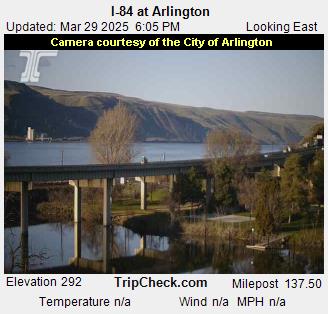 I-84 at Arlington
Updated: Mar 29 2025 6:05 PM Looking East
Camera courtesy of the City of Arlington
Elevation 292 TripCheck.com Milepost 137.50
Temperature n/a Wind n/a MPH n/a